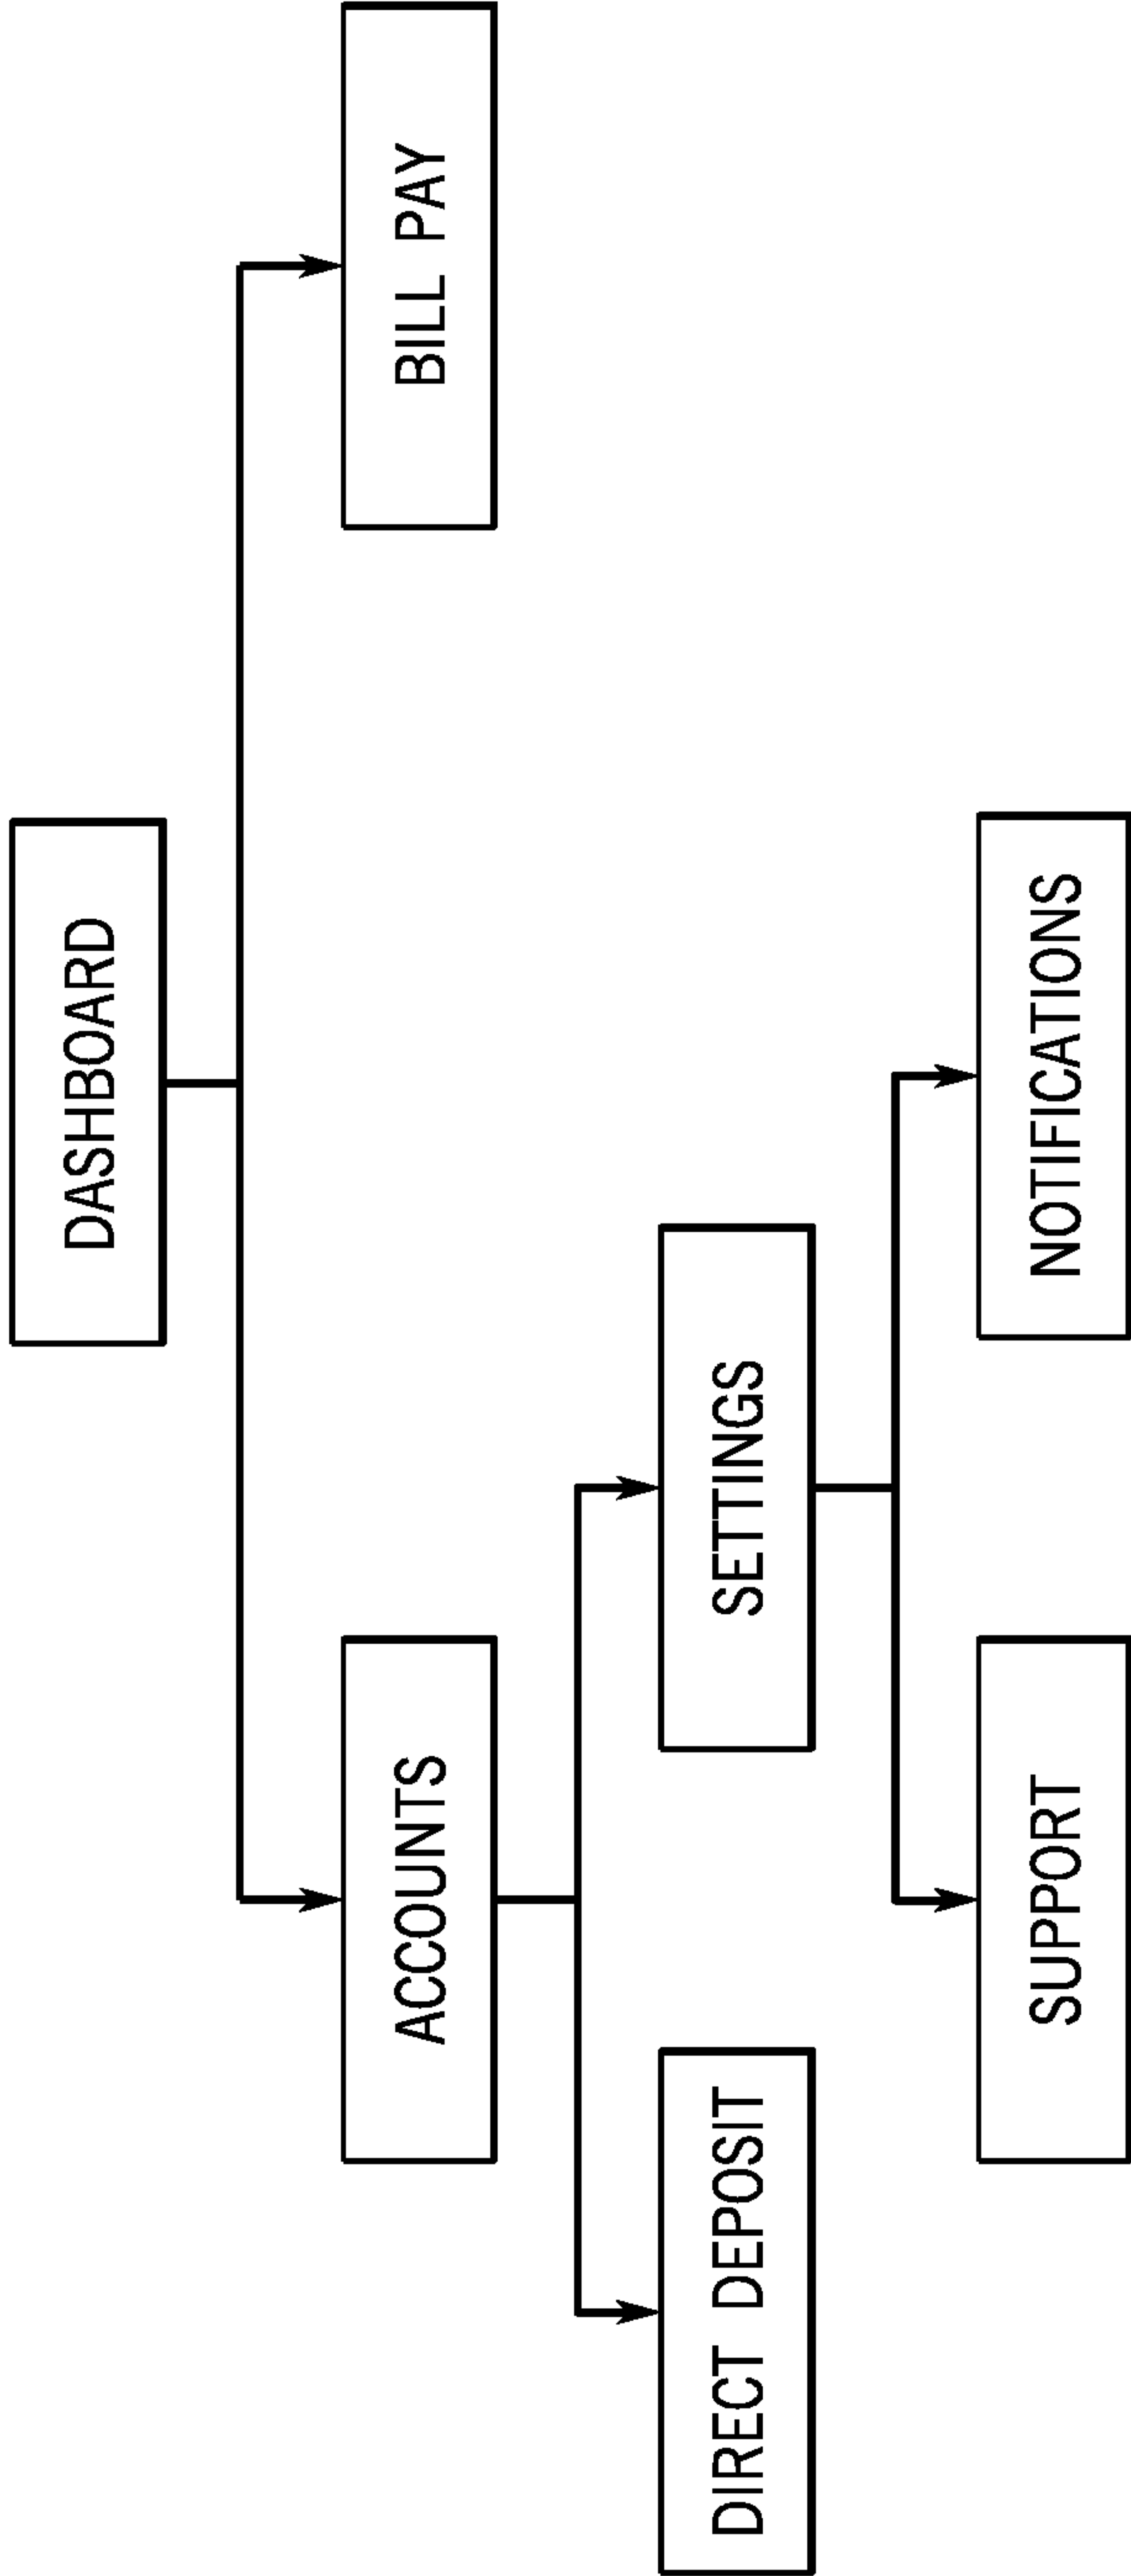 DASHBOARD
ACCOUNTS
BILL PAY
DIRECT DEPOSIT
SETTINGS
SUPPORT
NOTIFICATIONS